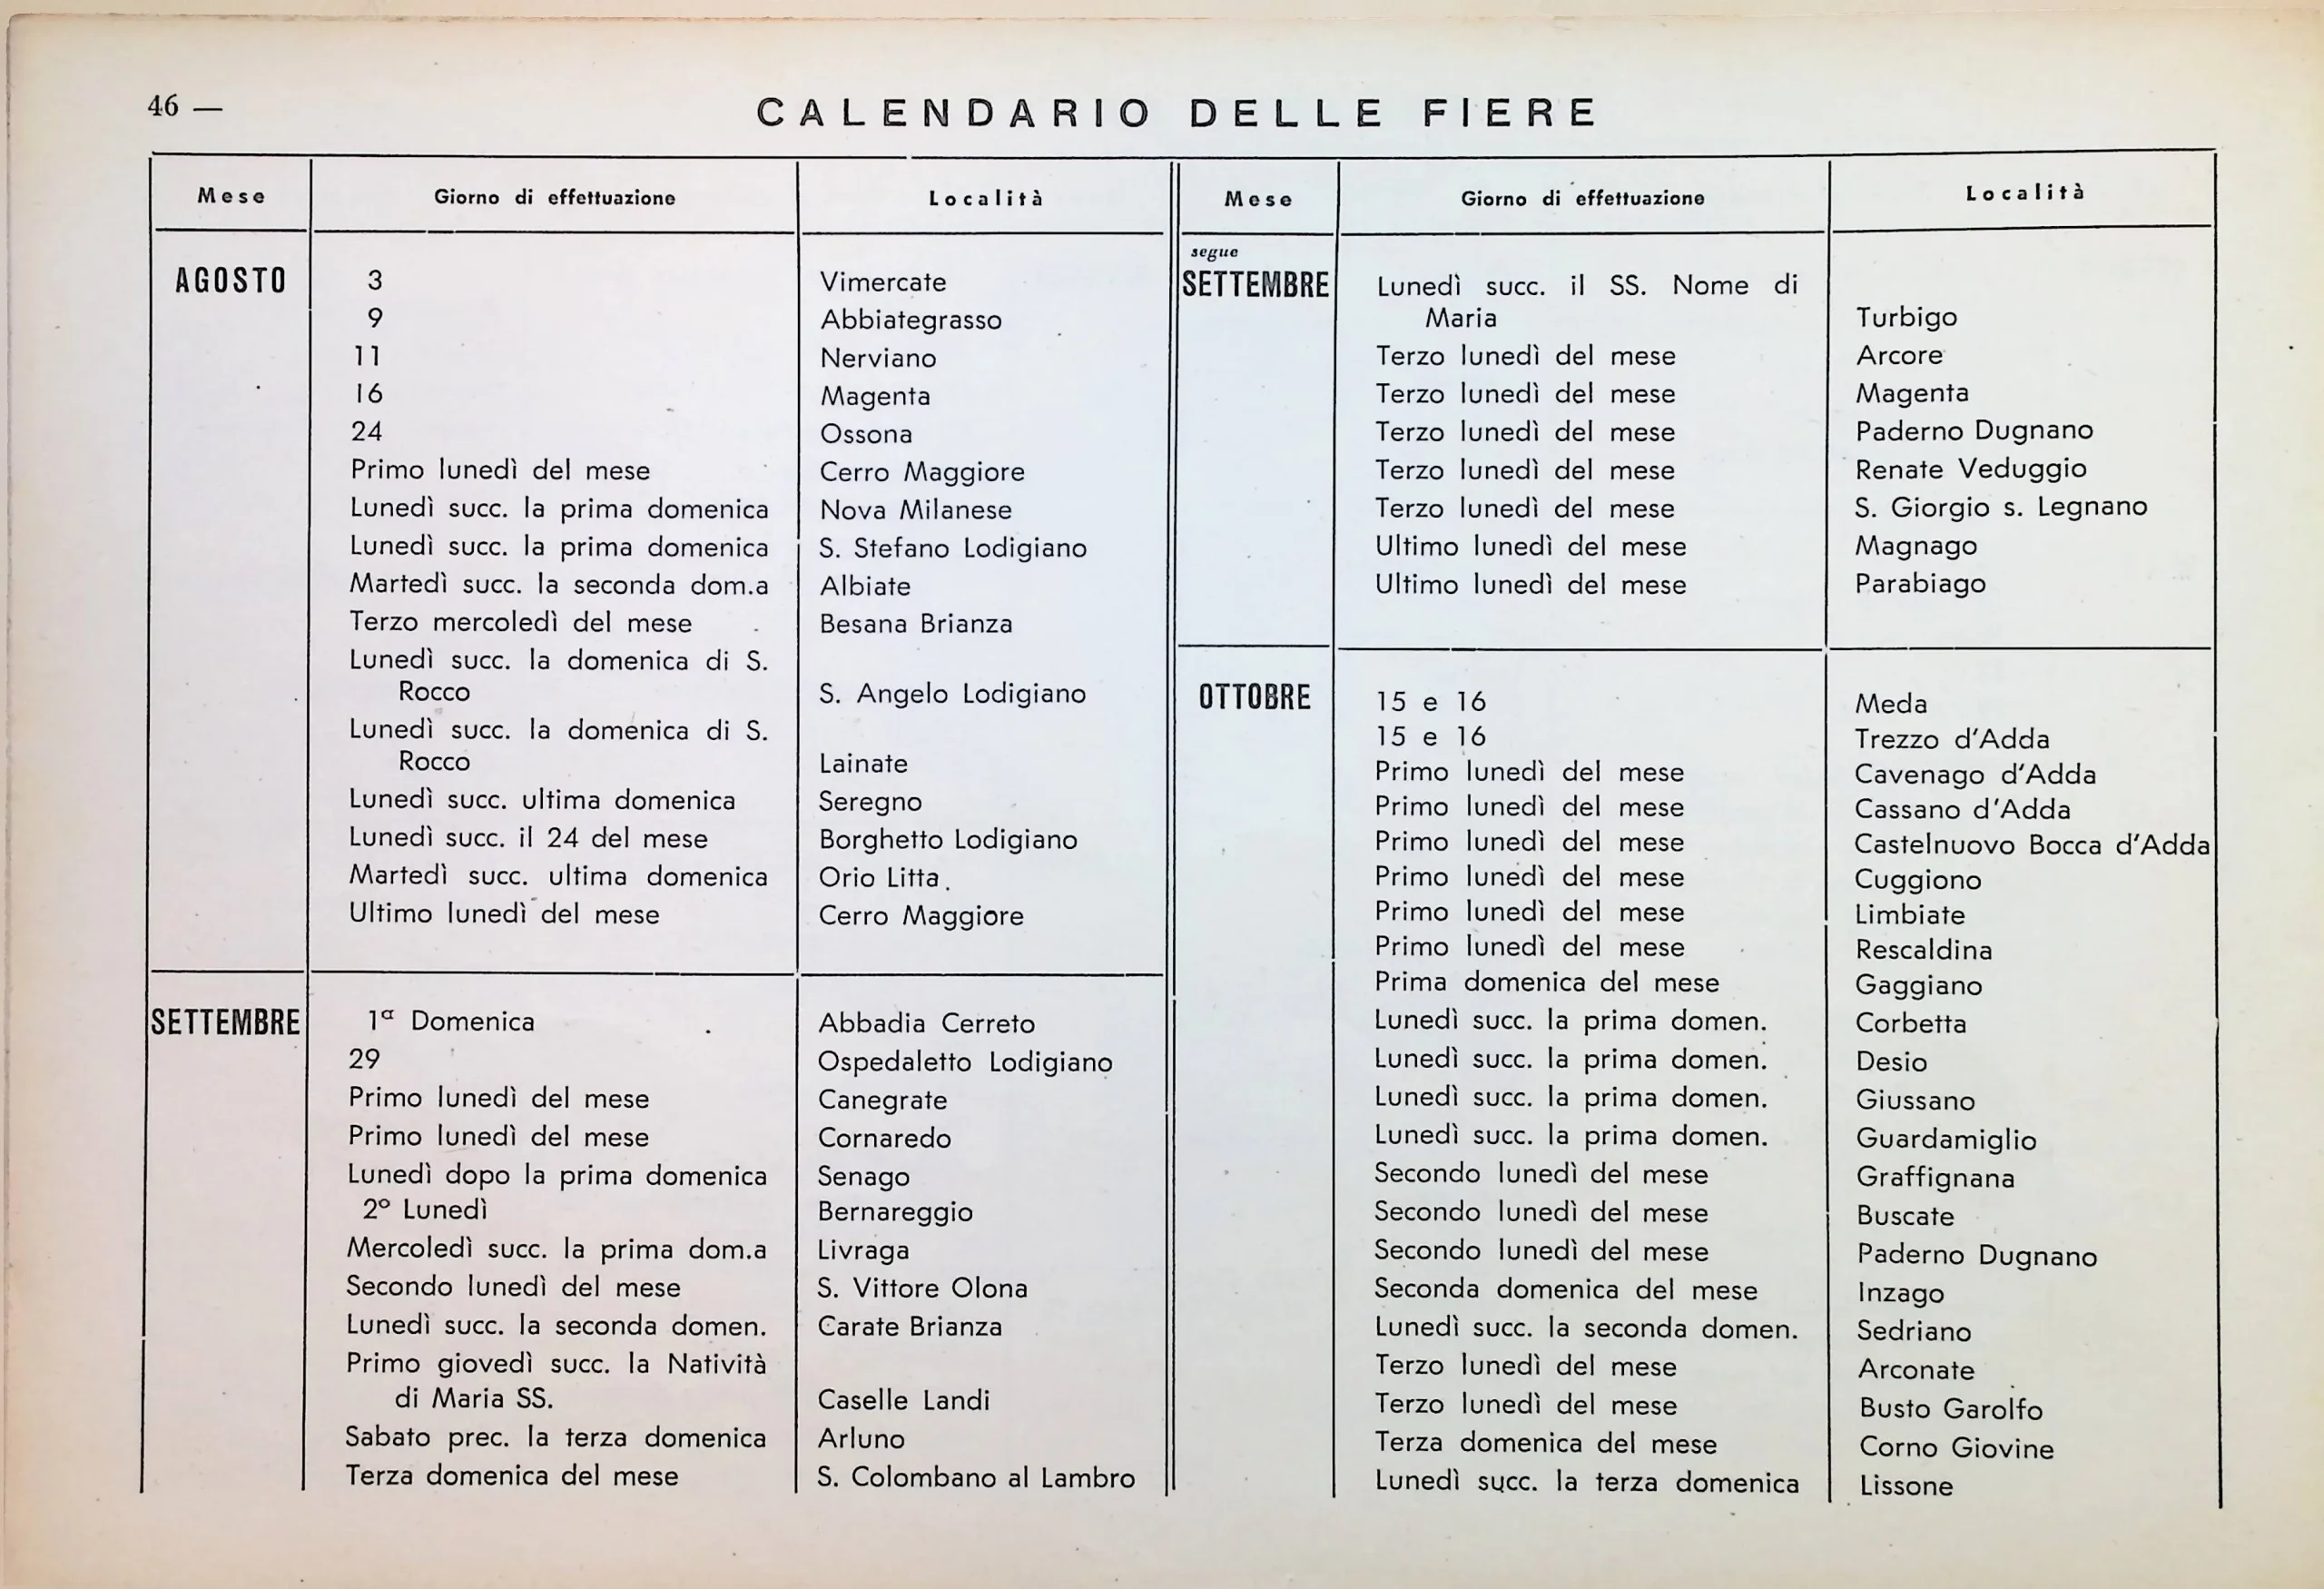 46 —
CALENDARIO DELLE FIERE
Mese Giorno di effettuazione Località
AGOSTO 3 Vimercate
9 Abbiategrasso
11 Nerviano
16 Magenta
24 Ossona
Primo lunedì del mese Cerro Maggiore
Lunedì succ. la prima domenica Nova Milanese
Lunedì succ. la prima domenica S. Stefano Lodigiano
Martedì succ. la seconda dom.a Albiate
Terzo mercoledì del mese Besana Brianza
Lunedì succ. la domenica di S.
Rocco S. Angelo Lodigiano
Lunedì succ. la domenica di S.
Rocco Lainate
Lunedì succ. ultima domenica Seregno
Lunedì succ. il 24 del mese Borghetto Lodigiano
Martedì succ. ultima domenica Orio Litta
Ultimo lunedì del mese Cerro Maggiore
SETTEMBRE 1ª Domenica Abbadia Cerreto
29 Ospedaletto Lodigiano
Primo lunedì del mese Canegrate
Primo lunedì del mese Cornaredo
Lunedì dopo la prima domenica Senago
2º Lunedì Bernareggio
Mercoledì succ. la prima dom.a Livraga
Secondo lunedì del mese S. Vittore Olona
Lunedì succ. la seconda domen. Carate Brianza
Primo giovedì succ. la Natività
di Maria SS. Caselle Landi
Sabato prec. la terza domenica Arluno
Terza domenica del mese S. Colombano al Lambro
Mese Giorno di effettuazione Località
segue
SETTEMBRE Lunedì succ. il SS. Nome di
Maria Turbigo
Terzo lunedì del mese Arcore
Terzo lunedì del mese Magenta
Terzo lunedì del mese Paderno Dugnano
Terzo lunedì del mese Renate Veduggio
Terzo lunedì del mese S. Giorgio s. Legnano
Ultimo lunedì del mese Magnago
Ultimo lunedì del mese Parabiago
OTTOBRE 15 e 16 Meda
15 e 16 Trezzo d'Adda
Primo lunedì del mese Cavenago d'Adda
Primo lunedì del mese Cassano d'Adda
Primo lunedì del mese Castelnuovo Bocca d'Adda
Primo lunedì del mese Cuggiono
Primo lunedì del mese Limbiate
Primo lunedì del mese Rescaldina
Prima domenica del mese Gaggiano
Lunedì succ. la prima domen. Corbetta
Lunedì succ. la prima domen. Desio
Lunedì succ. la prima domen. Giussano
Lunedì succ. la prima domen. Guardamiglio
Secondo lunedì del mese Graffignana
Secondo lunedì del mese Buscate
Secondo lunedì del mese Paderno Dugnano
Seconda domenica del mese Inzago
Lunedì succ. la seconda domen. Sedriano
Terzo lunedì del mese Arconate
Terzo lunedì del mese Busto Garolfo
Terza domenica del mese Corno Giovine
Lunedì succ. la terza domenica Lissone